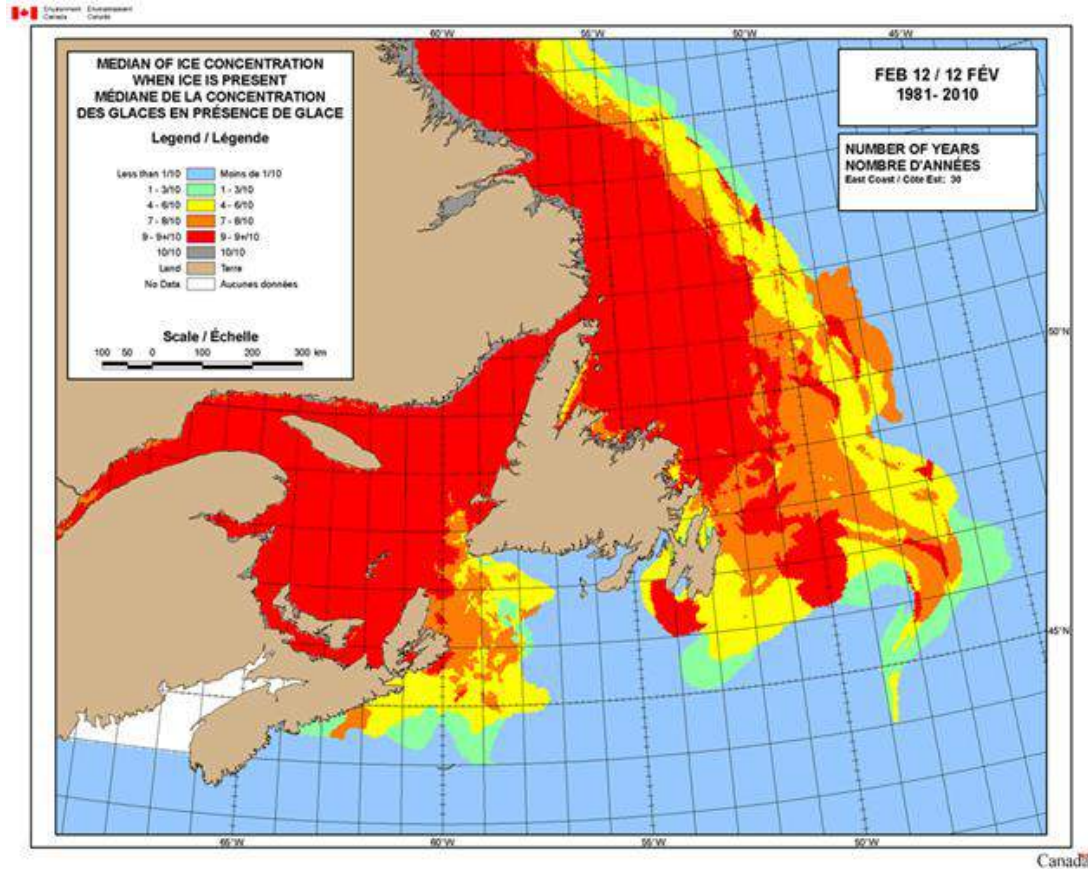 Environment Environnement
Canada Canada
60°W 55°W 50°W 45°W
MEDIAN OF ICE CONCENTRATION
WHEN ICE IS PRESENT
MÉDIANE DE LA CONCENTRATION
DES GLACES EN PRÉSENCE DE GLACE
Legend / Légende
Less than 1/10 Moins de 1/10
1 - 3/10 1 - 3/10
4 - 6/10 4 - 6/10
7 - 8/10 7 - 8/10
9 - 9+/10 9 - 9+/10
10/10 10/10
Land Terre
No Data Aucunes données
Scale / Échelle
100 50 0 100 200 300 km
FEB 12 / 12 FÉV
1981- 2010
NUMBER OF YEARS
NOMBRE D'ANNÉES
East Coast / Côte Est: 30
50°N
45°N
65°W 60°W 55°W 50°W
Canada